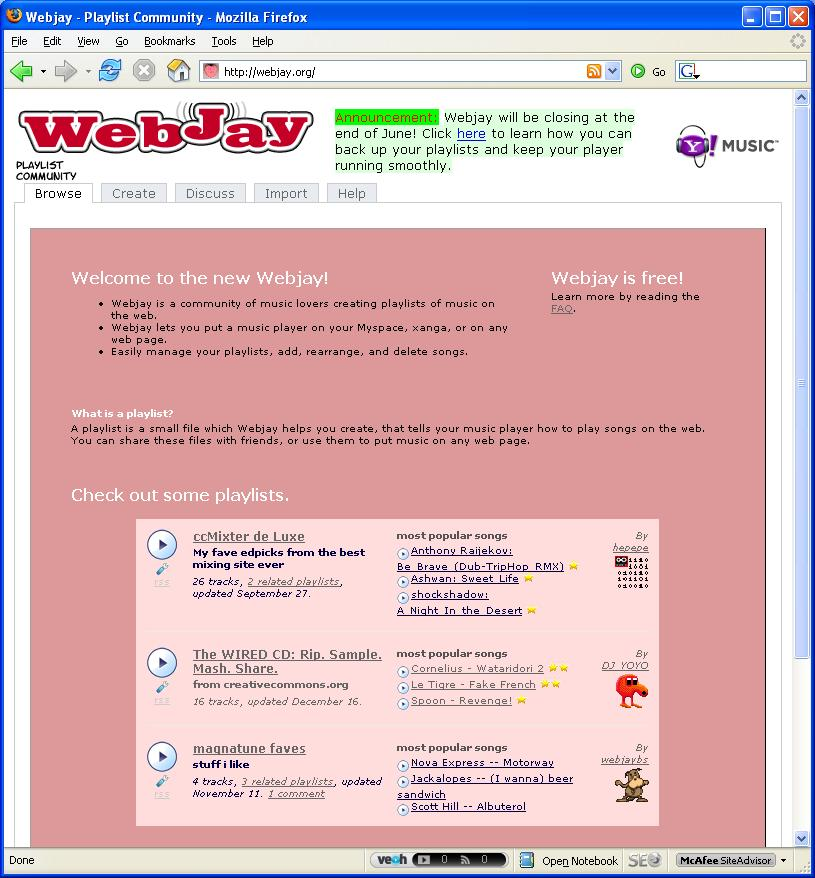 Webjay - Playlist Community - Mozilla Firefox
File Edit View Go Bookmarks Tools Help
http://webjay.org/ Go G
WebJay
PLAYLIST
COMMUNITY
Announcement: Webjay will be closing at the
end of June! Click here to learn how you can
back up your playlists and keep your player
running smoothly.
Y! MUSIC™
Browse Create Discuss Import Help
Welcome to the new Webjay!
• Webjay is a community of music lovers creating playlists of music on
the web.
• Webjay lets you put a music player on your Myspace, xanga, or on any
web page.
• Easily manage your playlists, add, rearrange, and delete songs.
Webjay is free!
Learn more by reading the
FAQ.
What is a playlist?
A playlist is a small file which Webjay helps you create, that tells your music player how to play songs on the web.
You can share these files with friends, or use them to put music on any web page.
Check out some playlists.
ccMixter de Luxe
My fave edpicks from the best
mixing site ever
26 tracks, 2 related playlists,
updated September 27.
rss
most popular songs
Anthony Raijekov:
Be Brave (Dub-TripHop RMX)
Ashwan: Sweet Life
shockshadow:
A Night In the Desert
By
hepepe
The WIRED CD: Rip. Sample.
Mash. Share.
from creativecommons.org
16 tracks, updated December 16.
rss
most popular songs
Cornelius - Wataridori 2
Le Tigre - Fake French
Spoon - Revenge!
By
DJ YOYO
magnatune faves
stuff i like
4 tracks, 3 related playlists, updated
November 11. 1 comment
rss
most popular songs
Nova Express -- Motorway
Jackalopes -- (I wanna) beer
sandwich
Scott Hill -- Albuterol
By
webjaybs
Done veoh 0 0 Open Notebook SEO McAfee SiteAdvisor